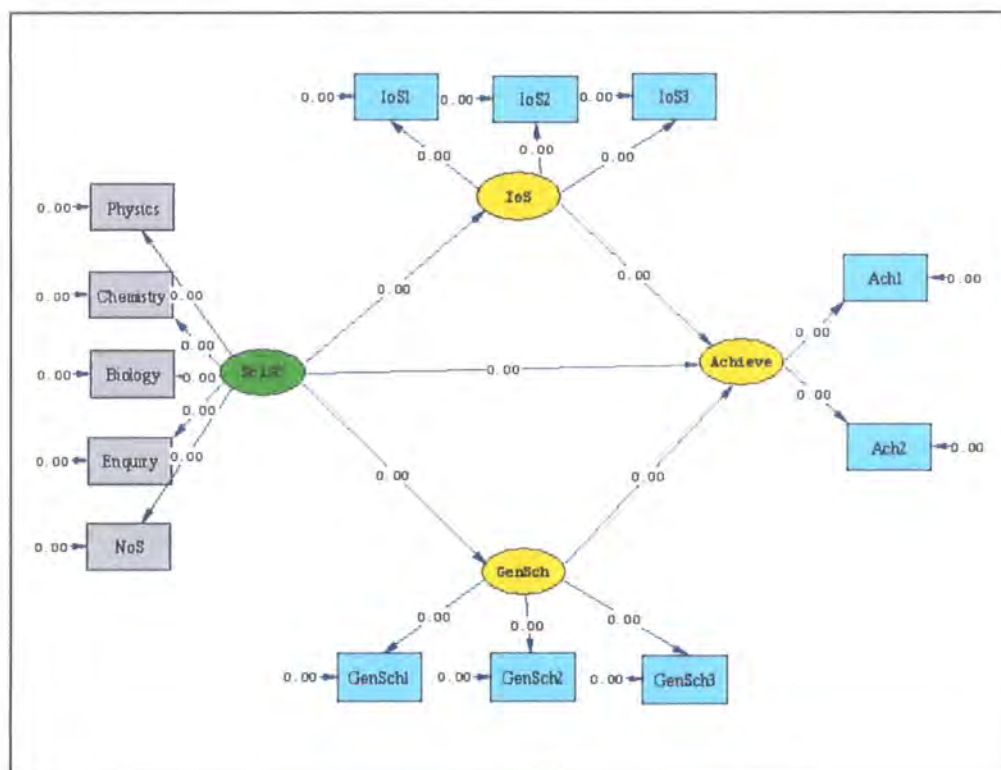 0.00 IoS1 0.00 IoS2 0.00 IoS3
0.00 0.00 0.00
IoS
0.00 Physics
0.00 0.00
Ach1 0.00
0.00 Chemistry 0.00
0.00
0.00
0.00 Biology 0.00
0.00
Achieve
0.00
0.00
0.00
0.00 Enquiry 0.00
Ach2 0.00
0.00 0.00
0.00 NoS
GenSch
0.00 0.00 0.00
0.00 GenSch1 0.00 GenSch2 0.00 GenSch3